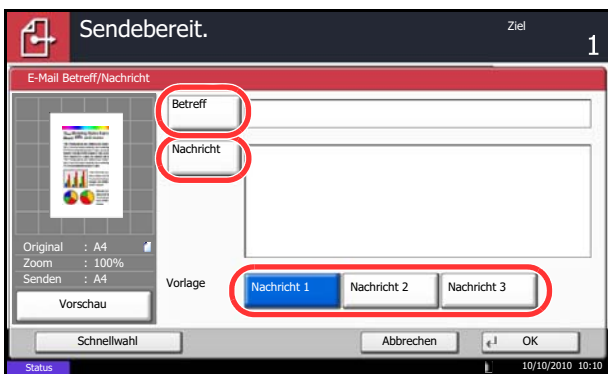 Sendebereit.
Ziel
1
E-Mail Betreff/Nachricht
Betreff
Nachricht
Original : A4
Zoom : 100%
Senden : A4
Vorschau
Vorlage
Nachricht 1 Nachricht 2 Nachricht 3
Schnellwahl Abbrechen OK
Status 10/10/2010 10:10